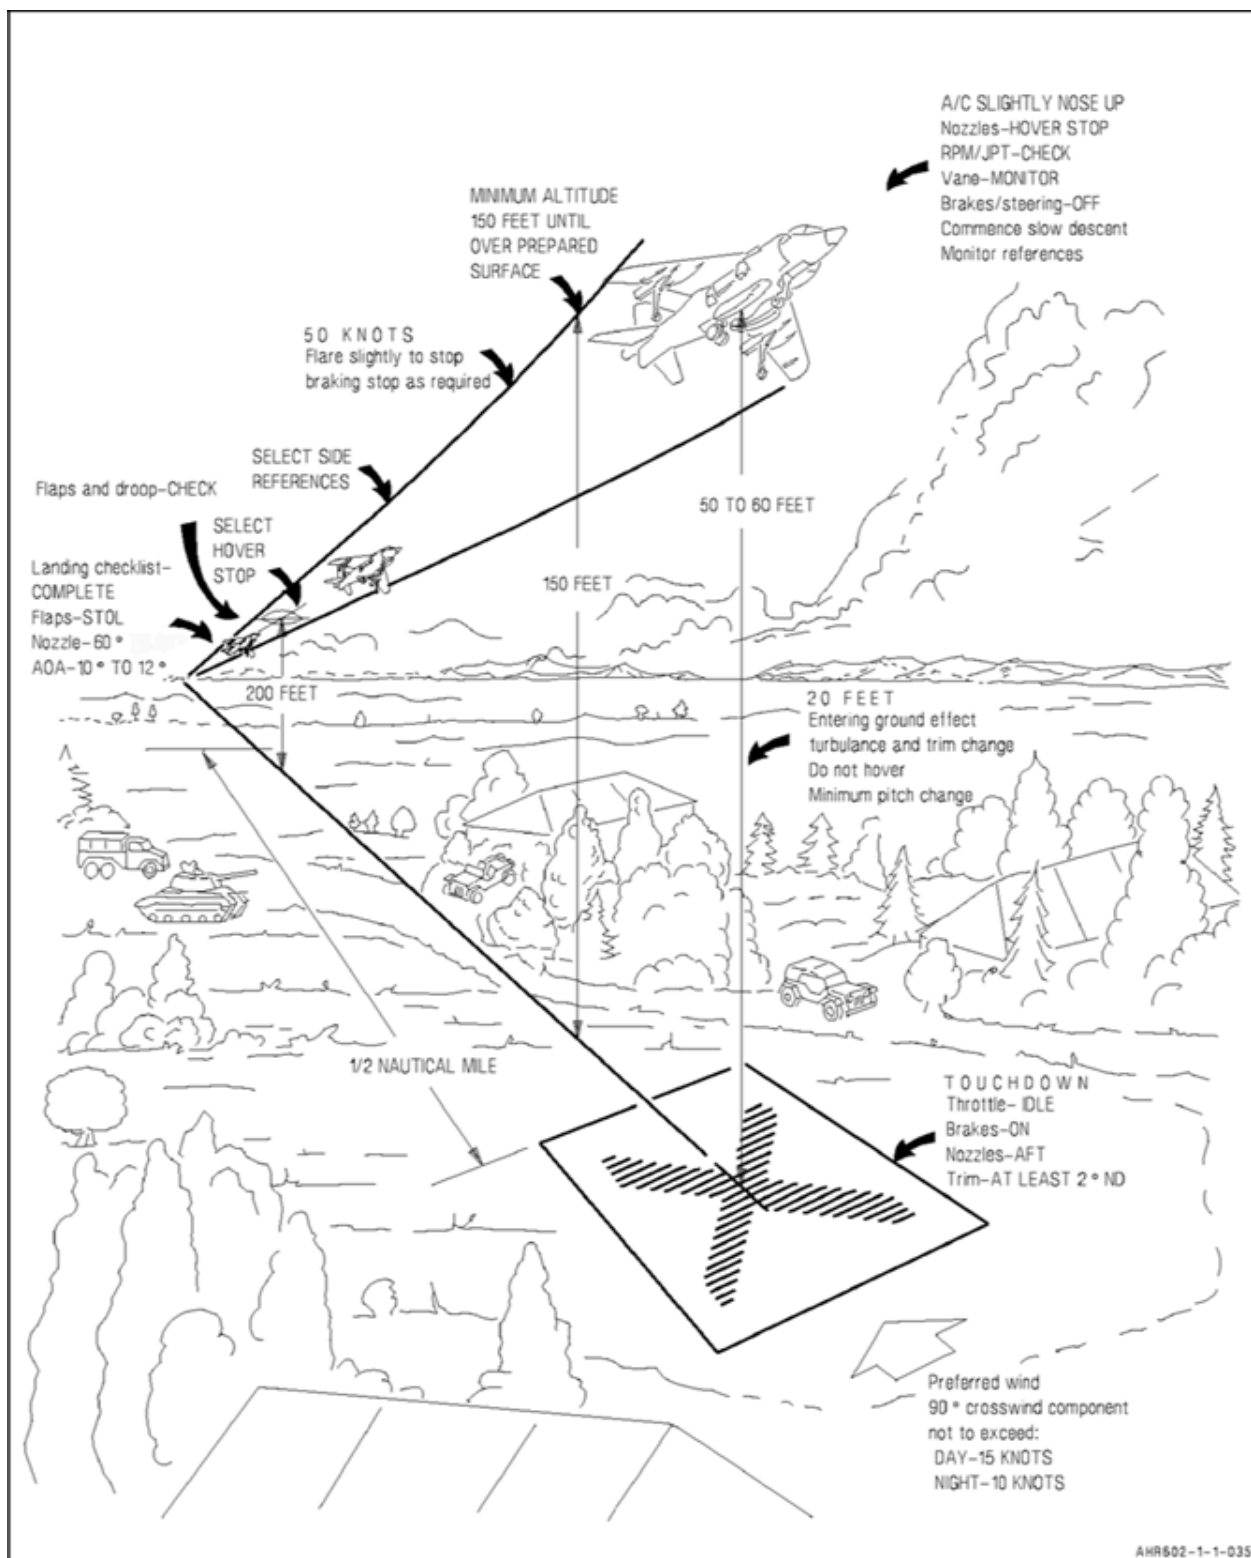 A/C SLIGHTLY NOSE UP
Nozzles-HOVER STOP
RPM/JPT-CHECK
Vane-MONITOR
Brakes/steering-OFF
Commence slow descent
Monitor references
MINIMUM ALTITUDE
150 FEET UNTIL
OVER PREPARED
SURFACE
50 KNOTS
Flare slightly to stop
braking stop as required
SELECT SIDE
REFERENCES
Flaps and droop-CHECK
SELECT
HOVER
STOP
Landing checklist-
COMPLETE
Flaps-STOL
Nozzle-60°
AOA-10° TO 12°
50 TO 60 FEET
150 FEET
200 FEET
20 FEET
Entering ground effect
turbulance and trim change
Do not hover
Minimum pitch change
1/2 NAUTICAL MILE
TOUCHDOWN
Throttle-IDLE
Brakes-ON
Nozzles-AFT
Trim-AT LEAST 2° ND
Preferred wind
90° crosswind component
not to exceed:
DAY-15 KNOTS
NIGHT-10 KNOTS
AHR602-1-1-035